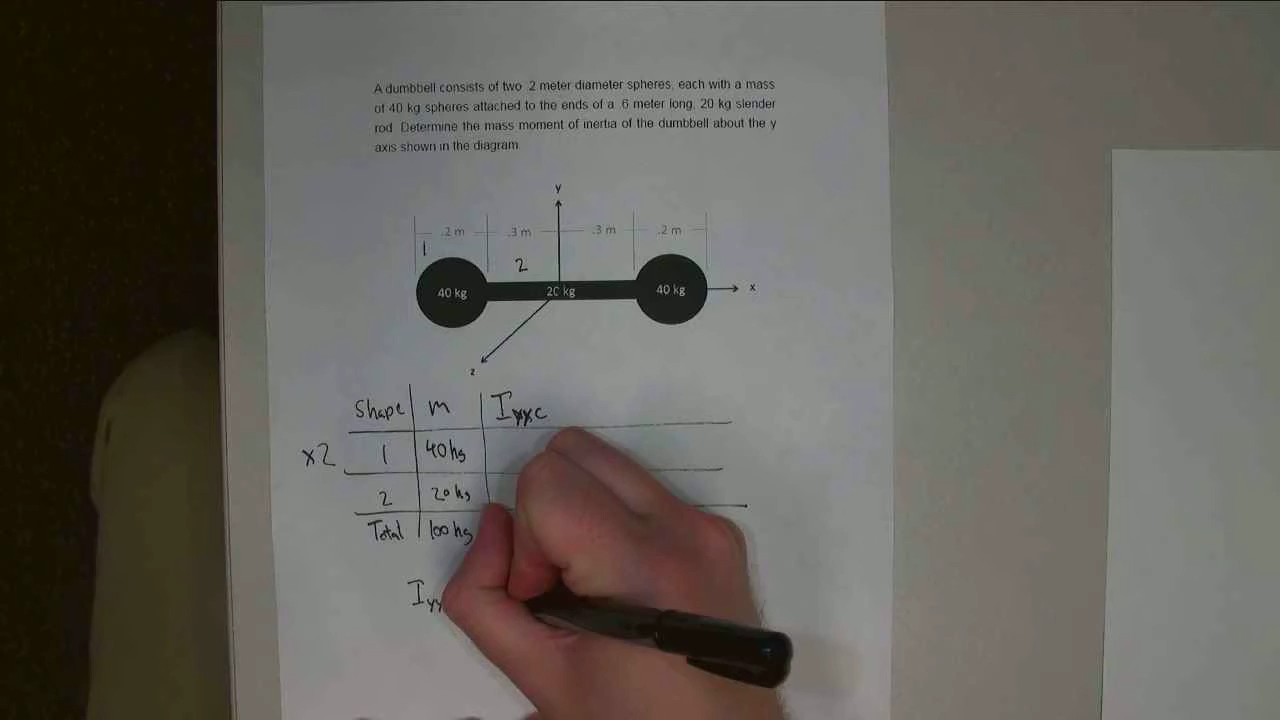 A dumbbell consists of two .2 meter diameter spheres, each with a mass
of 40 kg spheres attached to the ends of a .6 meter long, 20 kg slender
rod. Determine the mass moment of inertia of the dumbbell about the y
axis shown in the diagram.
y
.2 m .3 m .3 m .2 m
1
2
40 kg 20 kg 40 kg x
z
Shape m Iyyc
x2 1 40 kg
2 20 kg
Total 100 kg
Iyy